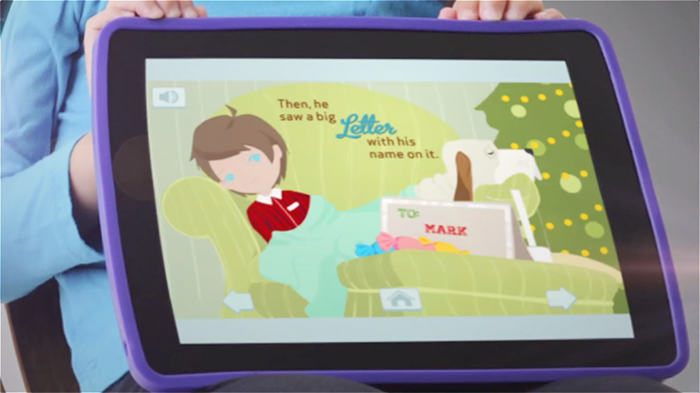 Then, he
saw a big Letter
with his
name on it.
TO:
MARK